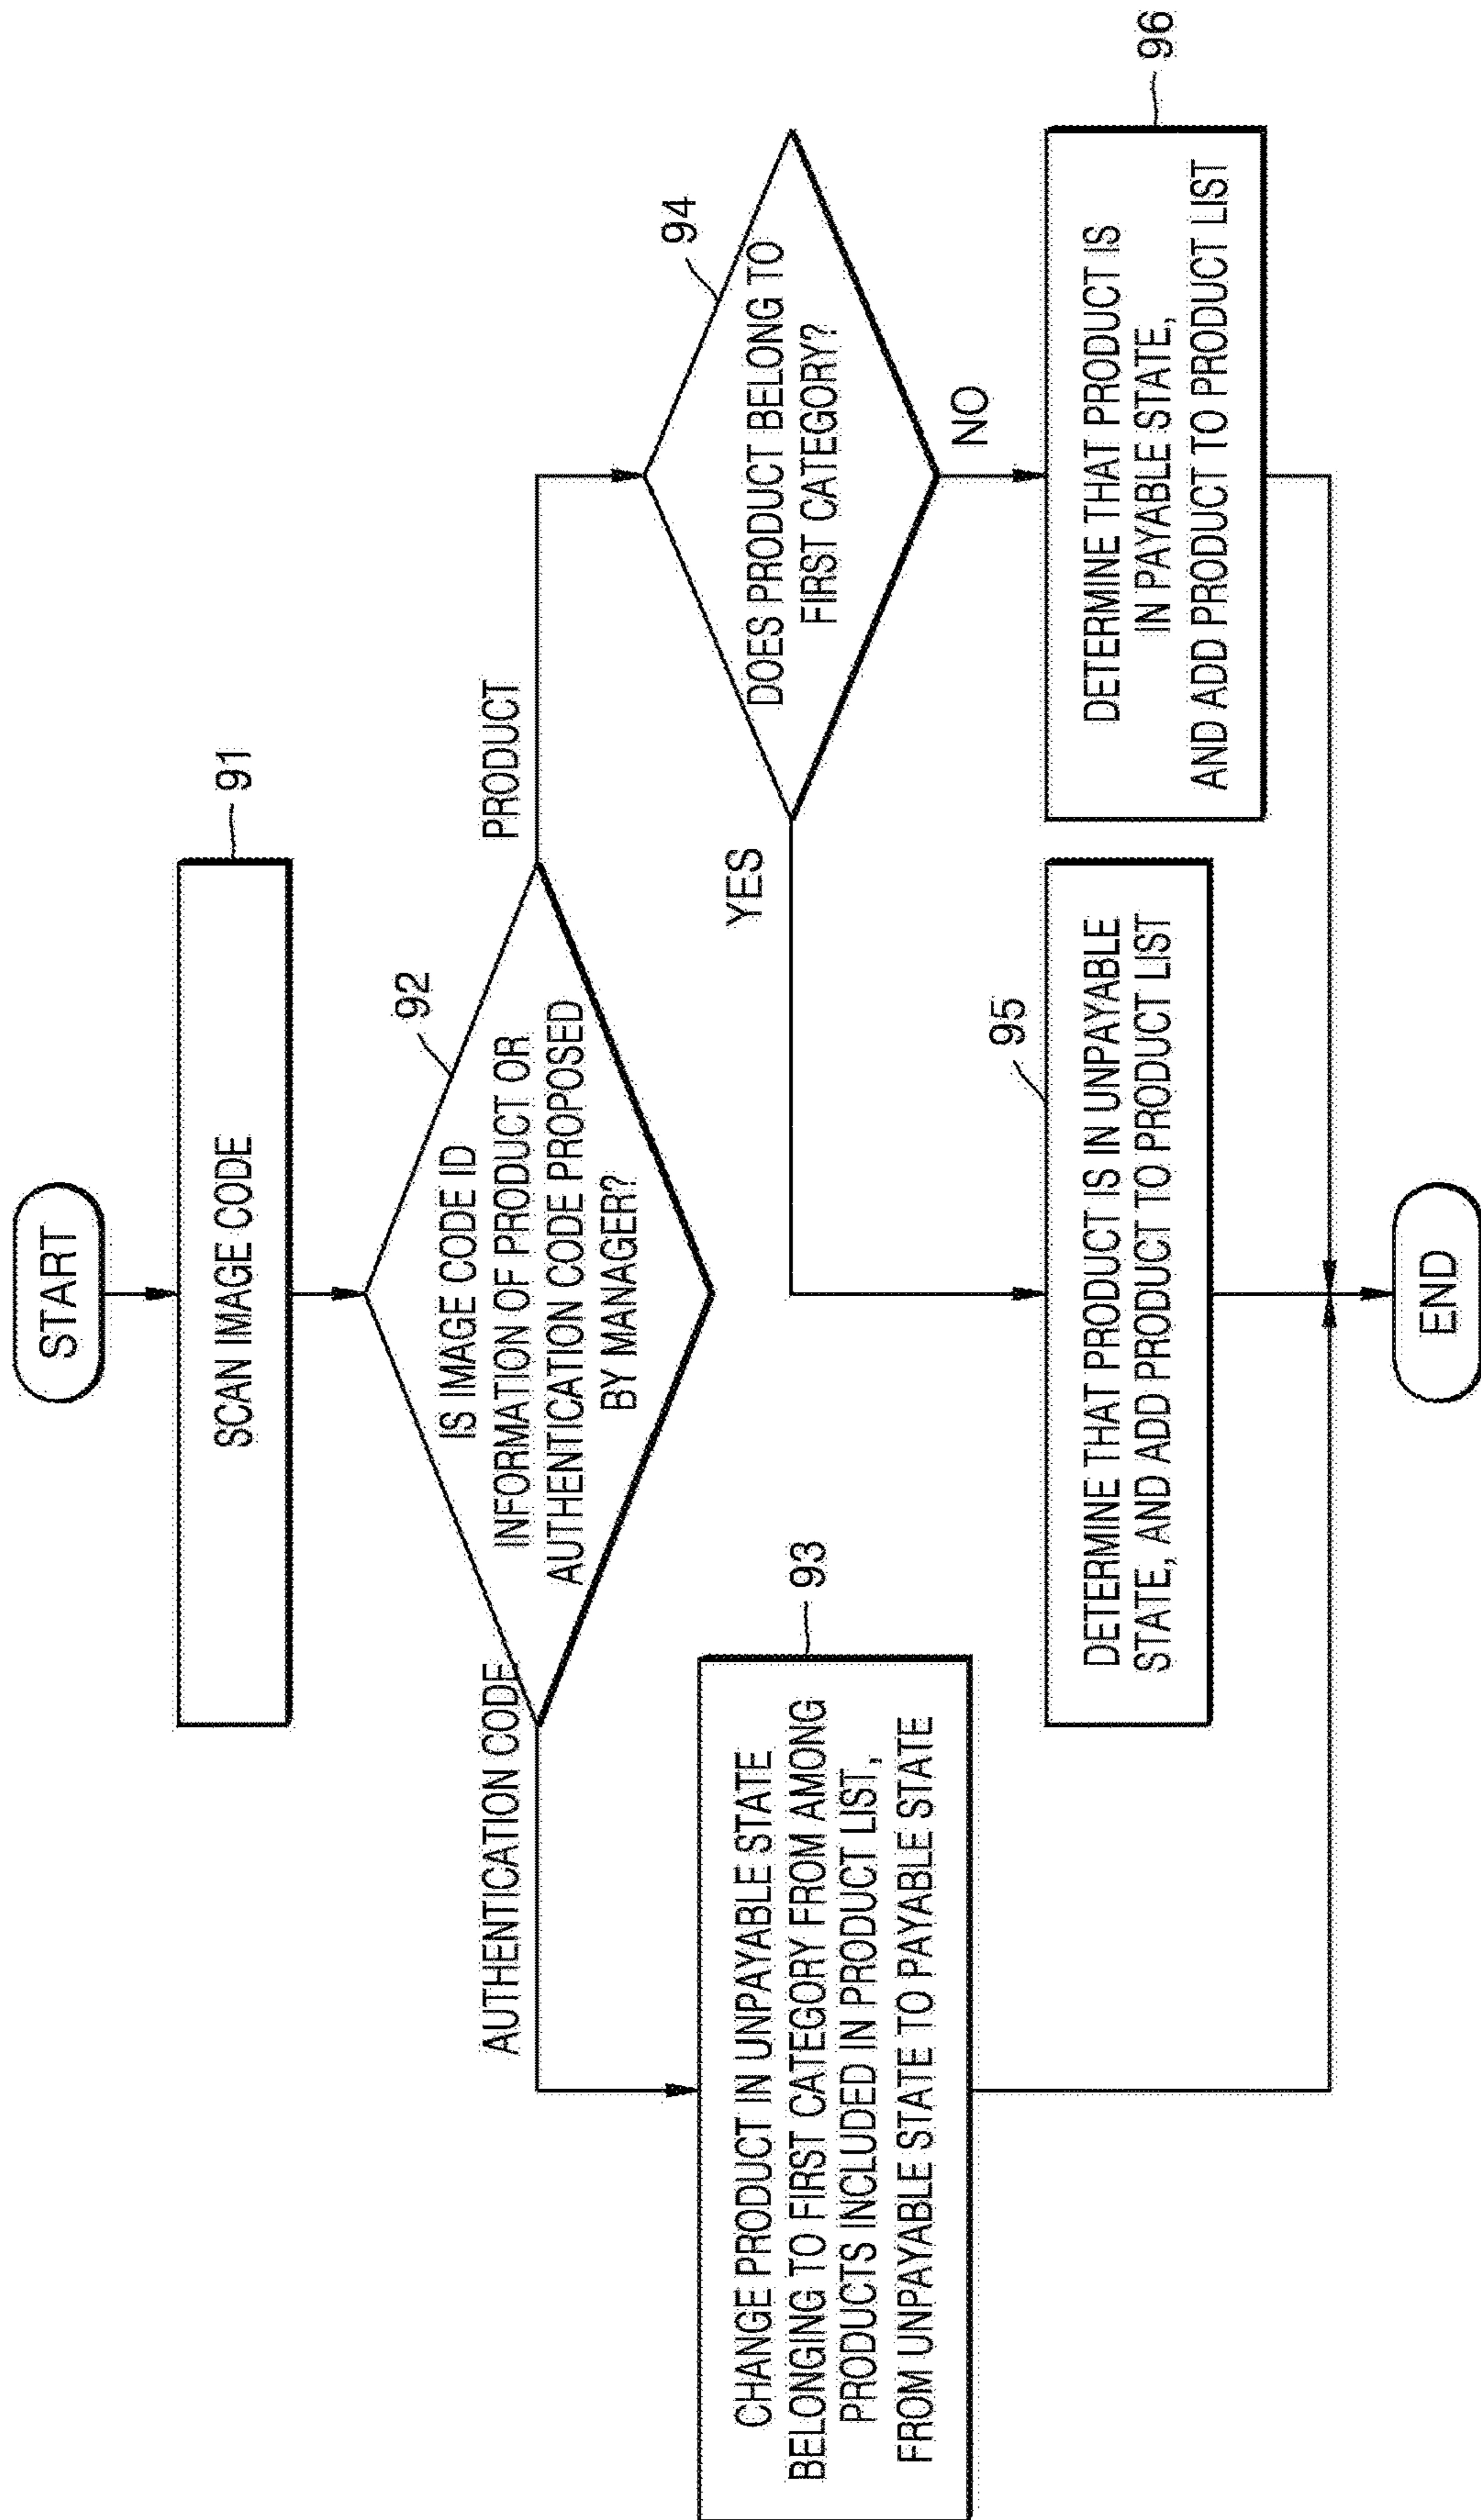 START
SCAN IMAGE CODE
91
IS IMAGE CODE ID
INFORMATION OF PRODUCT OR
AUTHENTICATION CODE PROPOSED
BY MANAGER?
92
AUTHENTICATION CODE
PRODUCT
CHANGE PRODUCT IN UNPAYABLE STATE
BELONGING TO FIRST CATEGORY FROM AMONG
PRODUCTS INCLUDED IN PRODUCT LIST,
FROM UNPAYABLE STATE TO PAYABLE STATE
93
DOES PRODUCT BELONG TO
FIRST CATEGORY?
94
YES
NO
DETERMINE THAT PRODUCT IS IN UNPAYABLE
STATE, AND ADD PRODUCT TO PRODUCT LIST
95
DETERMINE THAT PRODUCT IS
IN PAYABLE STATE,
AND ADD PRODUCT TO PRODUCT LIST
96
END